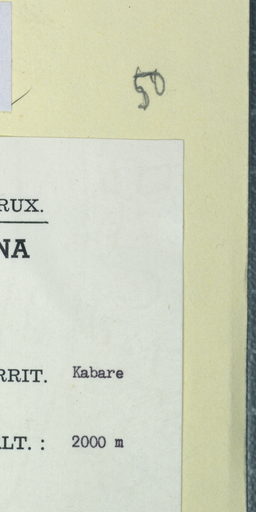 50
RUX.
NA
RRIT. Kabare
LT. : 2000 m